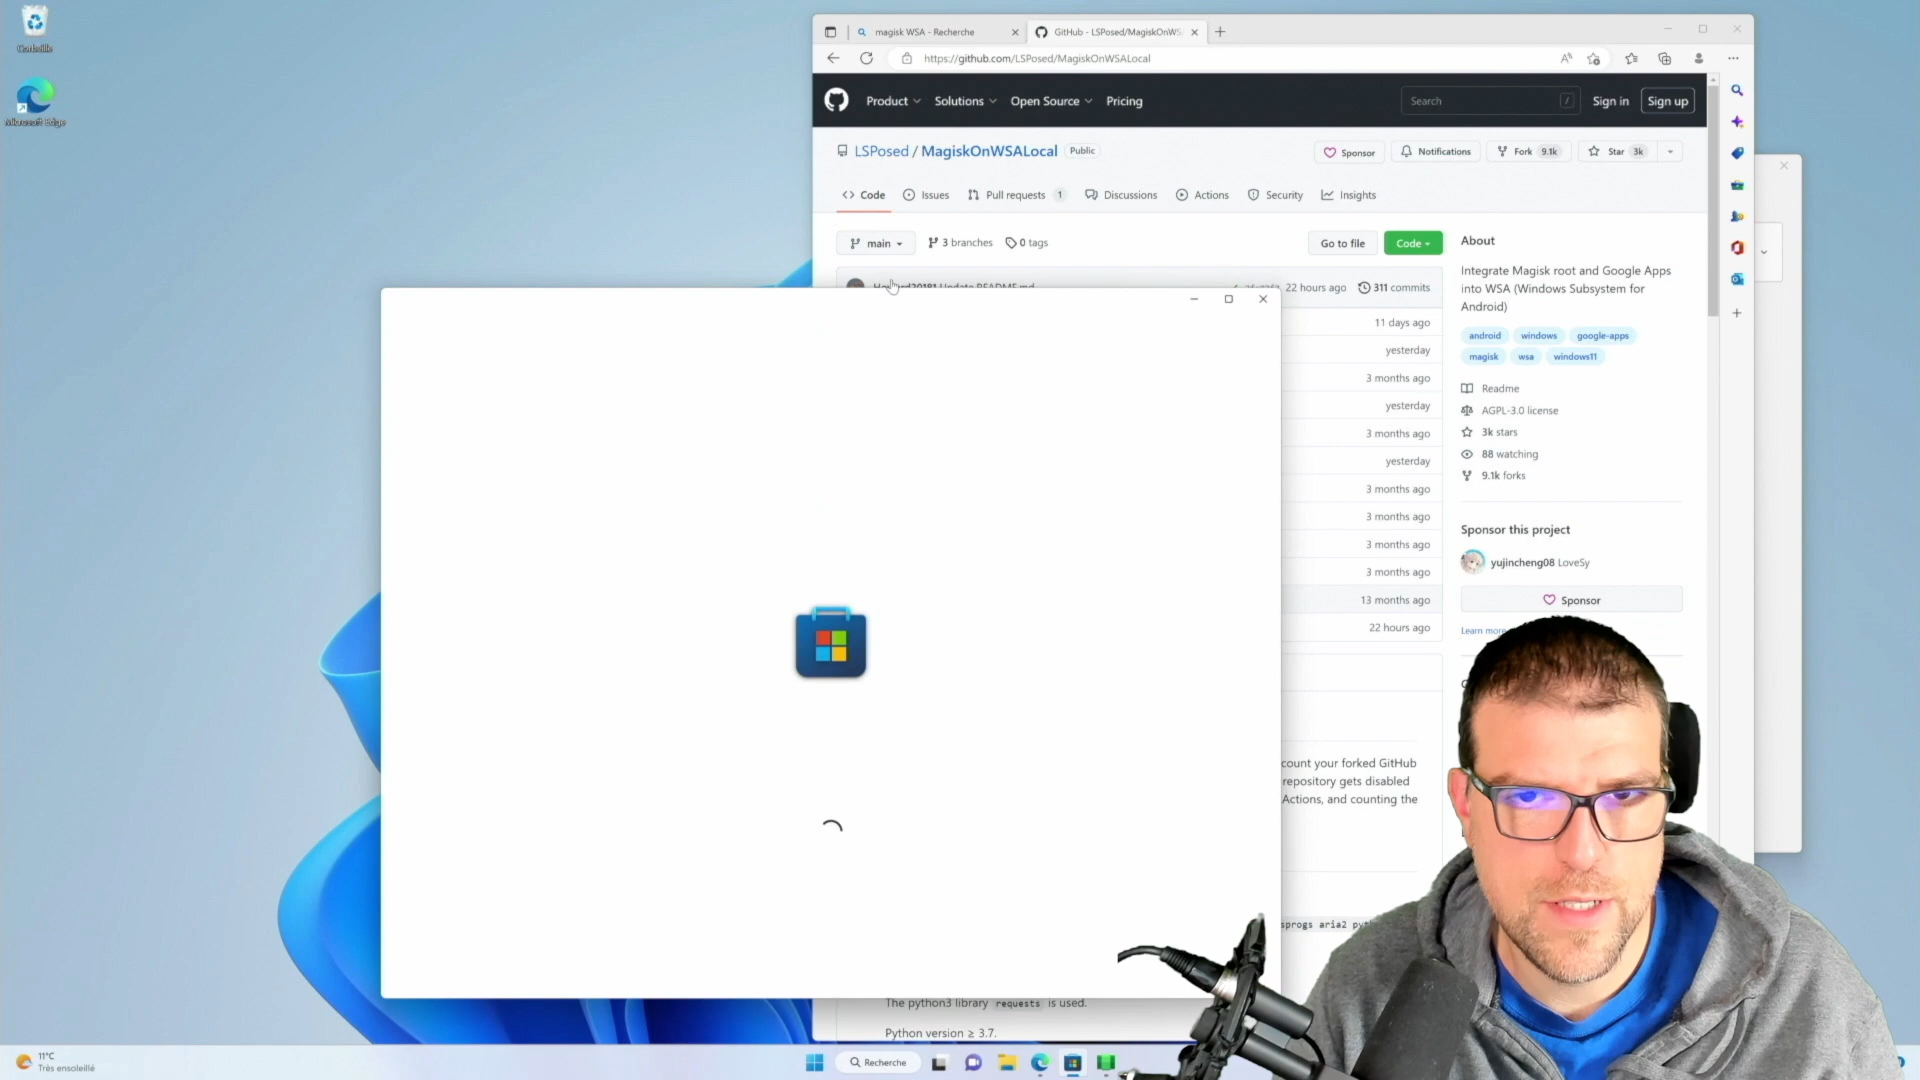 Corbeille
Microsoft Edge
magisk WSA - Recherche
GitHub - LSPosed/MagiskOnWS
https://github.com/LSPosed/MagiskOnWSALocal
Product
Solutions
Open Source
Pricing
Search
/
Sign in
Sign up
LSPosed / MagiskOnWSALocal
Public
Sponsor
Notifications
Fork 9.1k
Star 3k
Code
Issues
Pull requests 1
Discussions
Actions
Security
Insights
main
3 branches
0 tags
Go to file
Code
About
Integrate Magisk root and Google Apps
into WSA (Windows Subsystem for
Android)
22 hours ago
311 commits
11 days ago
yesterday
3 months ago
yesterday
3 months ago
yesterday
3 months ago
3 months ago
3 months ago
3 months ago
13 months ago
22 hours ago
android
windows
google-apps
magisk
wsa
windows11
Readme
AGPL-3.0 license
3k stars
88 watching
9.1k forks
Sponsor this project
yujincheng08 LoveSy
Sponsor
Learn more
count your forked GitHub
repository gets disabled
Actions, and counting the
sprogs aria2
The python3 library requests is used.
Python version ≥ 3.7.
11°C
Très ensoleillé
Recherche